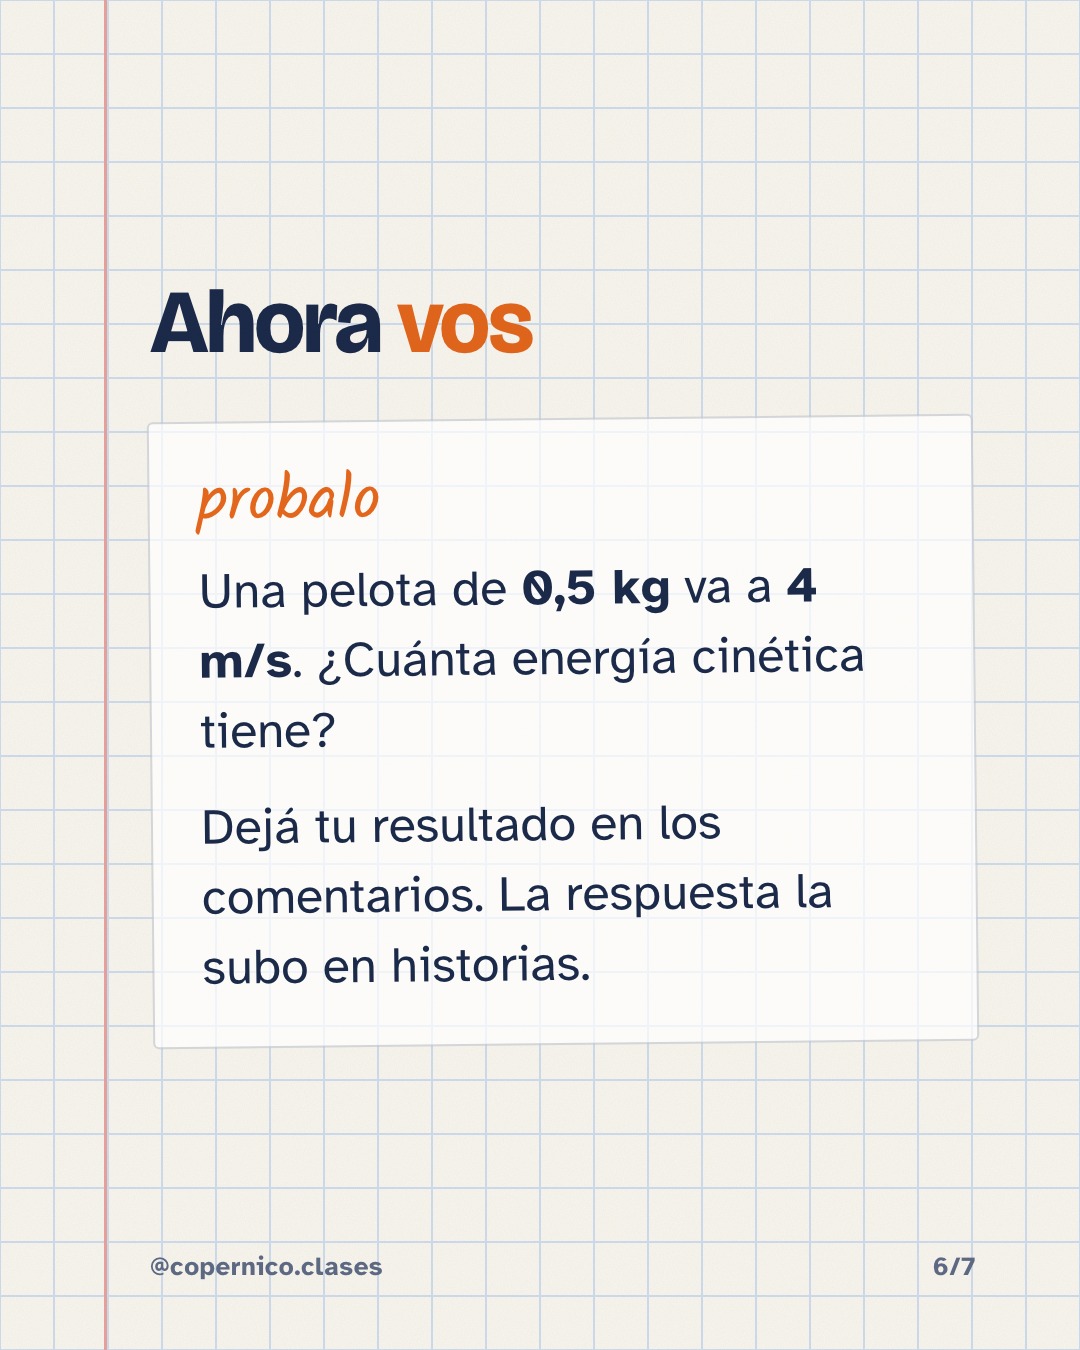 Ahora vos
probalo
Una pelota de 0,5 kg va a 4
m/s. ¿Cuánta energía cinética
tiene?
Dejá tu resultado en los
comentarios. La respuesta la
subo en historias.
@copernico.clases
6/7